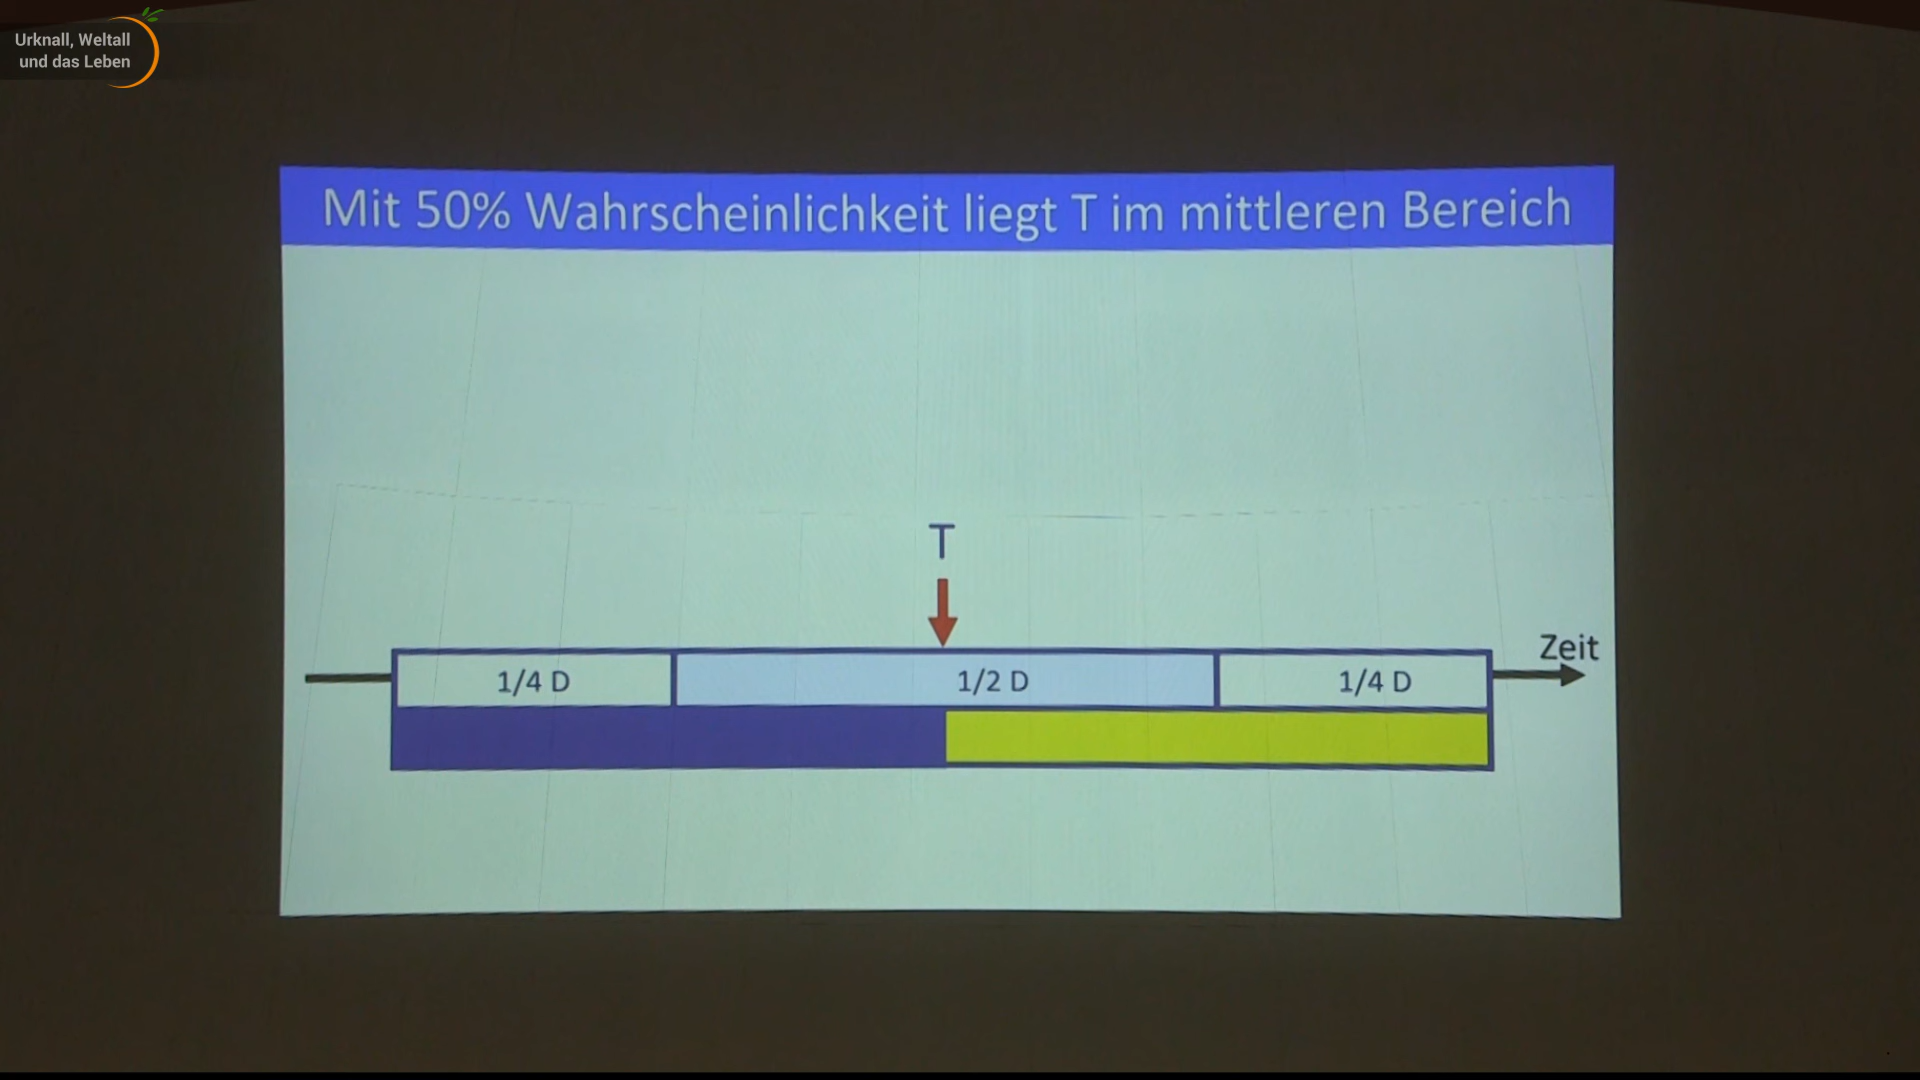 Urknall, Weltall
und das Leben
Mit 50% Wahrscheinlichkeit liegt T im mittleren Bereich
T
Zeit
1/4 D
1/2 D
1/4 D